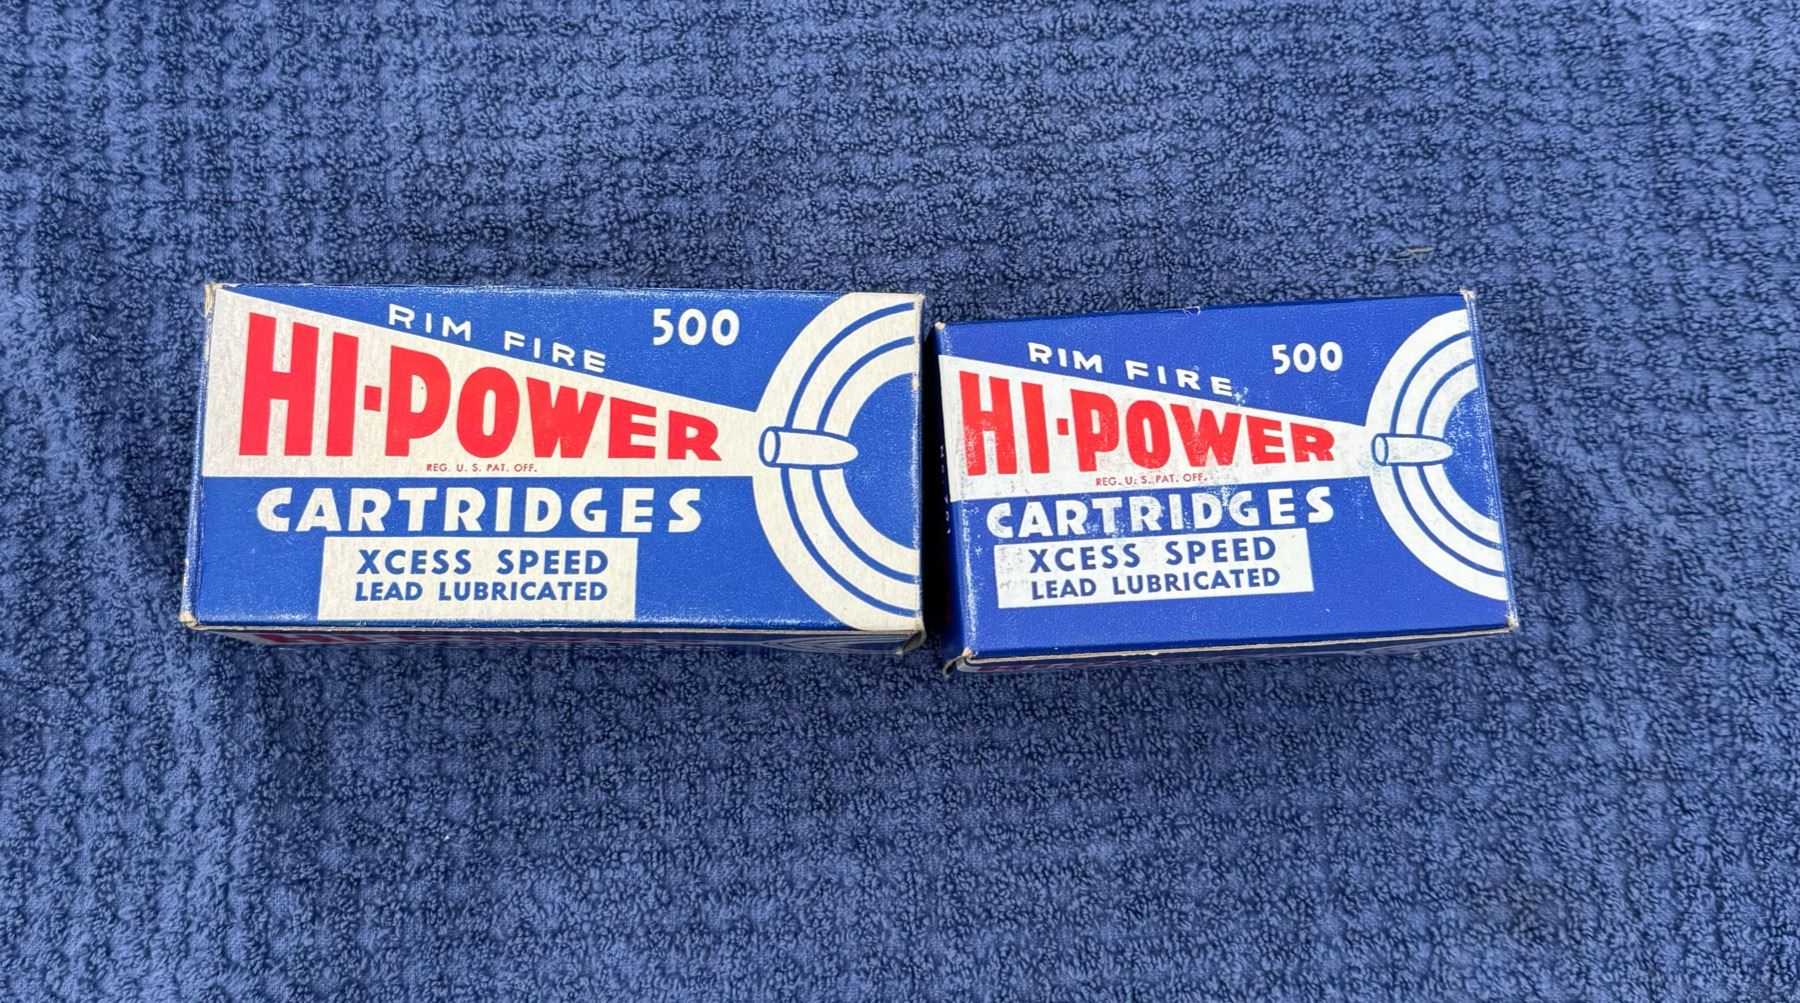 RIM FIRE 500
HI-POWER
REG. U. S. PAT. OFF.
CARTRIDGES
XCESS SPEED
LEAD LUBRICATED
RIM FIRE 500
HI-POWER
REG. U. S. PAT. OFF.
CARTRIDGES
XCESS SPEED
LEAD LUBRICATED